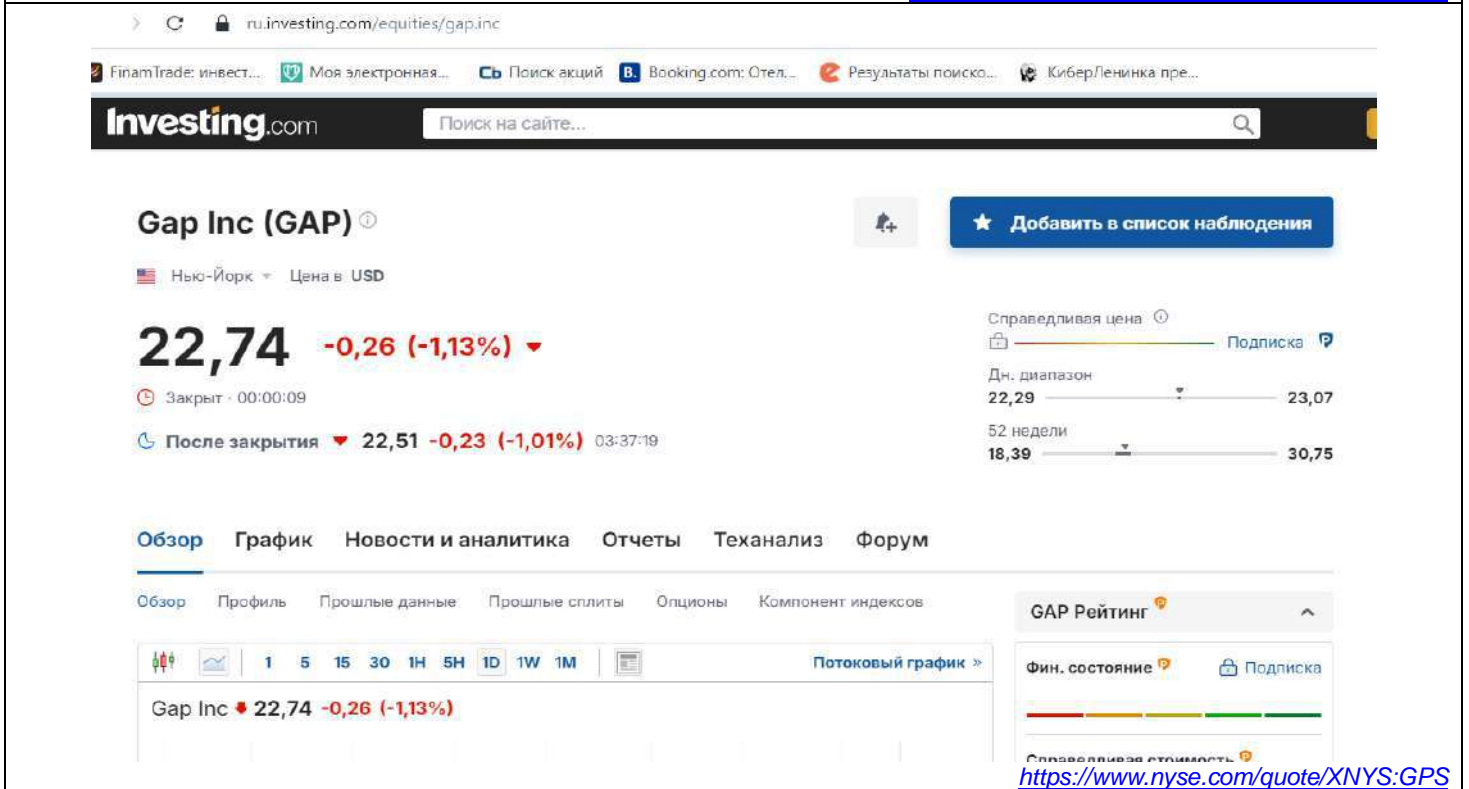 ru.investing.com/equities/gap.inc
FinamTrade: инвест... Моя электронная... Сь Поиск акций B. Booking.com: Отел... Результаты поиско... КиберЛенинка пре...
Investing.com Поиск на сайте...
Gap Inc (GAP)
Добавить в список наблюдения
Нью-Йорк Цена в USD
22,74 -0,26 (-1,13%)
Справедливая цена
Подписка
Закрыт · 00:00:09
Дн. диапазон
22,29 23,07
После закрытия 22,51 -0,23 (-1,01%) 03:37:19
52 недели
18,39 30,75
Обзор График Новости и аналитика Отчеты Теханализ Форум
Обзор Профиль Прошлые данные Прошлые сплиты Опционы Компонент индексов
GAP Рейтинг
1 5 15 30 1H 5H 1D 1W 1M Потоковый график »
Фин. состояние Подписка
Gap Inc 22,74 -0,26 (-1,13%)
Справедливая стоимость
https://www.nyse.com/quote/XNYS:GPS